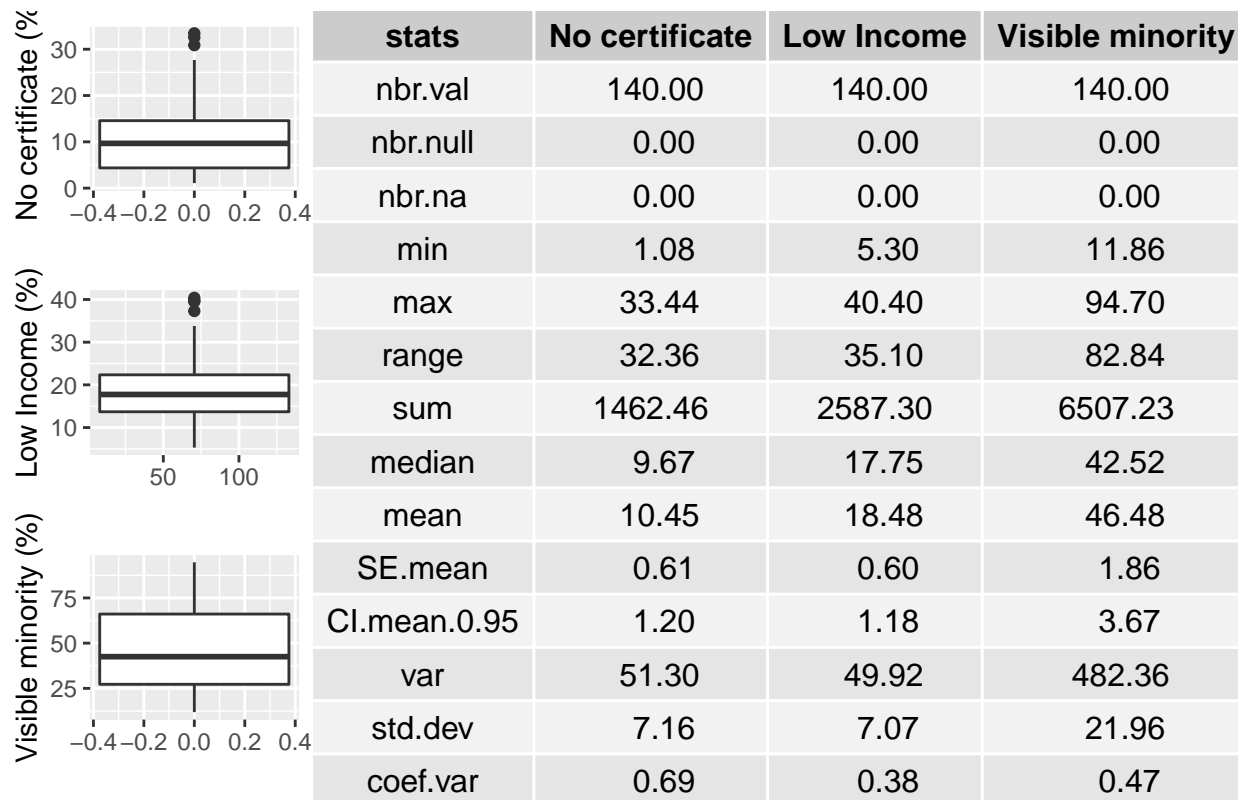 No certificate (%
30
20
10
0
−0.4 −0.2 0.0 0.2 0.4
Low Income (%)
40
30
20
10
50 100
Visible minority (%)
75
50
25
−0.4 −0.2 0.0 0.2 0.4
stats No certificate Low Income Visible minority
nbr.val 140.00 140.00 140.00
nbr.null 0.00 0.00 0.00
nbr.na 0.00 0.00 0.00
min 1.08 5.30 11.86
max 33.44 40.40 94.70
range 32.36 35.10 82.84
sum 1462.46 2587.30 6507.23
median 9.67 17.75 42.52
mean 10.45 18.48 46.48
SE.mean 0.61 0.60 1.86
CI.mean.0.95 1.20 1.18 3.67
var 51.30 49.92 482.36
std.dev 7.16 7.07 21.96
coef.var 0.69 0.38 0.47